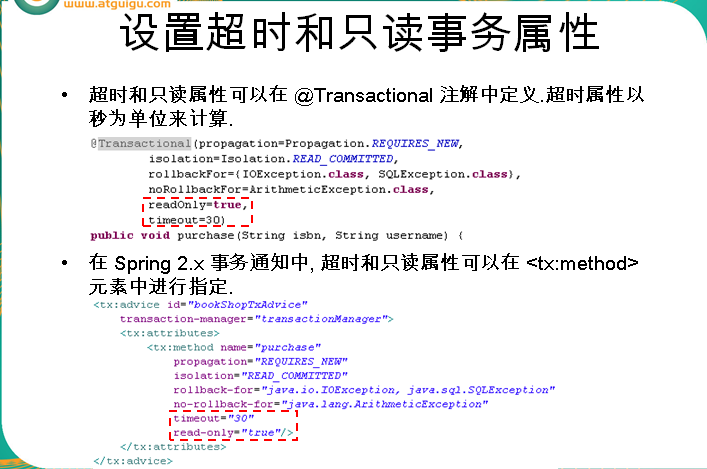 www.atguigu.com
设置超时和只读事务属性
• 超时和只读属性可以在 @Transactional 注解中定义.超时属性以
秒为单位来计算.
@Transactional(propagation=Propagation.REQUIRES_NEW,
isolation=Isolation.READ_COMMITTED,
rollbackFor={IOException.class, SQLException.class},
noRollbackFor=ArithmeticException.class,
readOnly=true,
timeout=30)
public void purchase(String isbn, String username) {
• 在 Spring 2.x 事务通知中, 超时和只读属性可以在 <tx:method>
元素中进行指定.
<tx:advice id="bookShopTxAdvice"
transaction-manager="transactionManager">
<tx:attributes>
<tx:method name="purchase"
propagation="REQUIRES_NEW"
isolation="READ_COMMITTED"
rollback-for="java.io.IOException, java.sql.SQLException"
no-rollback-for="java.lang.ArithmeticException"
timeout="30"
read-only="true"/>
</tx:attributes>
</tx:advice>